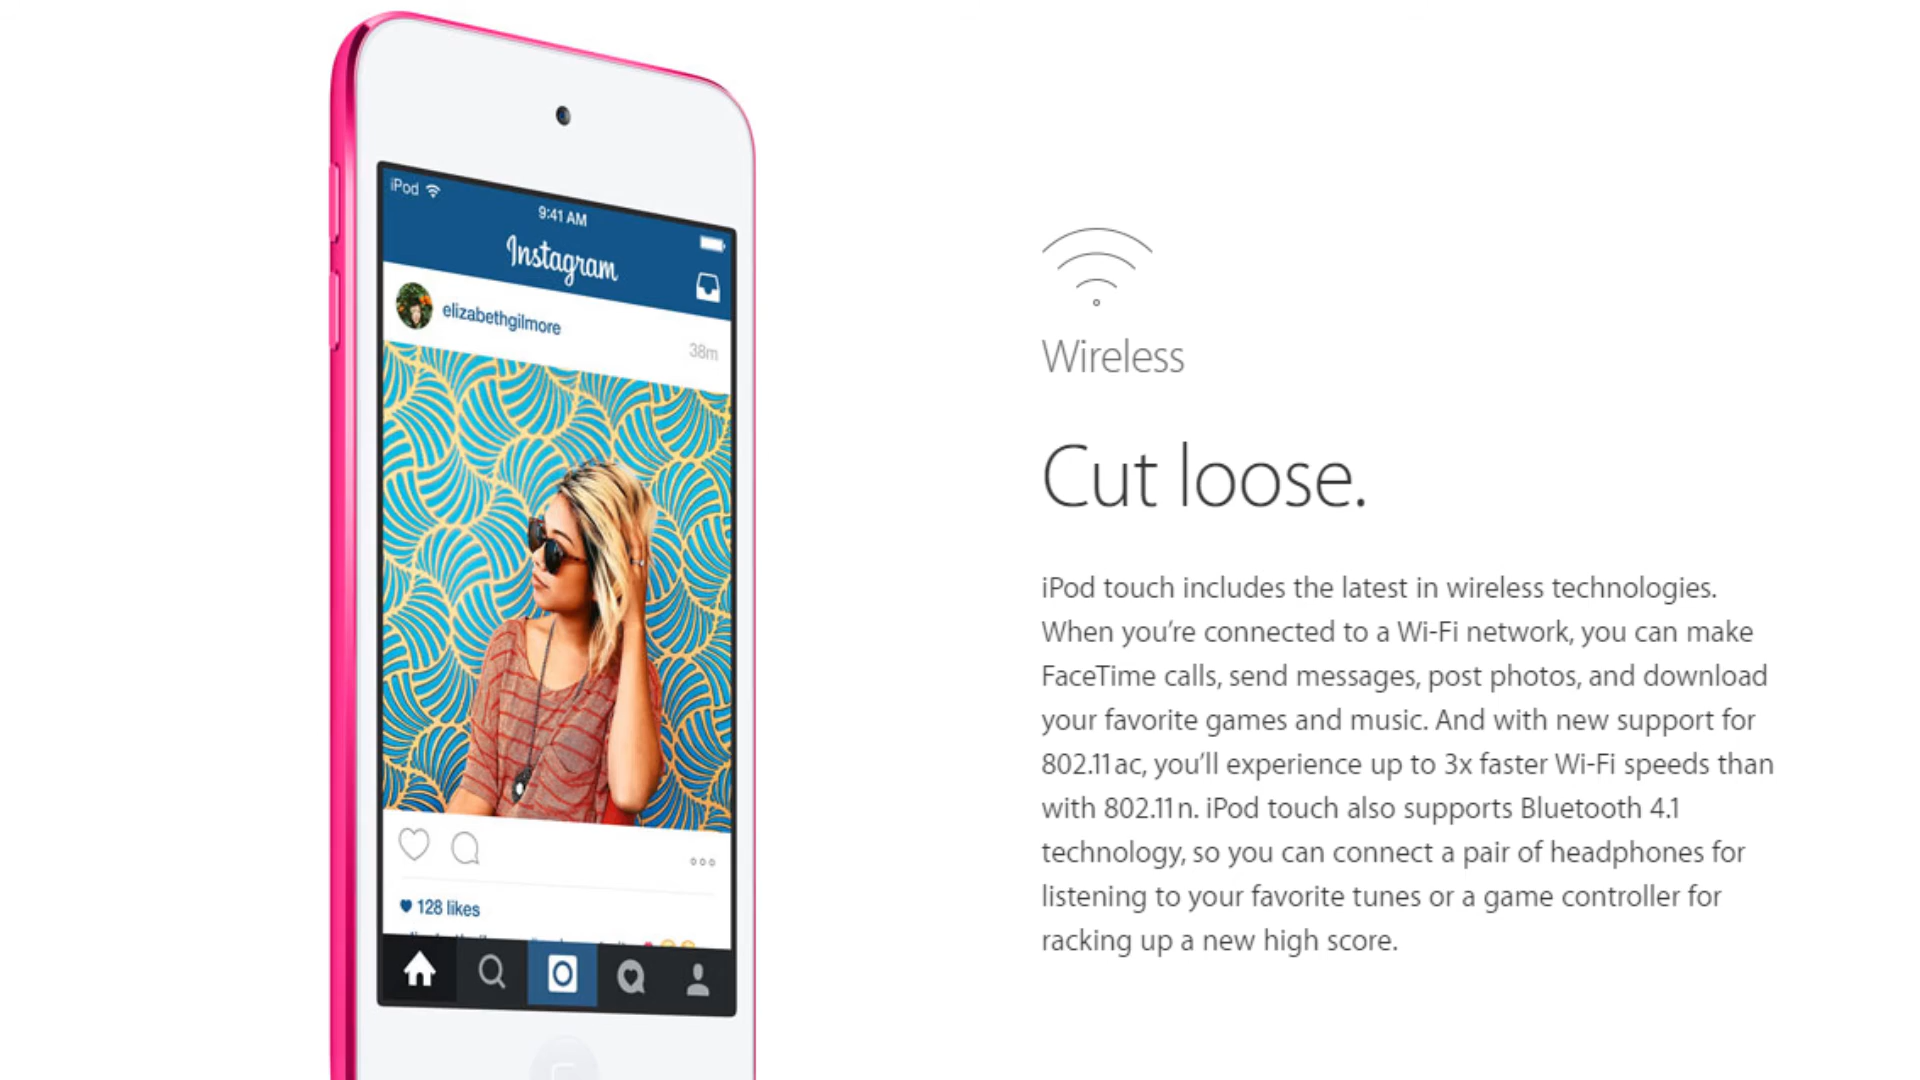 iPod
9:41 AM
Instagram
elizabethgilmore
38m
128 likes
Wireless
Cut loose.
iPod touch includes the latest in wireless technologies.
When you're connected to a Wi-Fi network, you can make
FaceTime calls, send messages, post photos, and download
your favorite games and music. And with new support for
802.11ac, you'll experience up to 3x faster Wi-Fi speeds than
with 802.11n. iPod touch also supports Bluetooth 4.1
technology, so you can connect a pair of headphones for
listening to your favorite tunes or a game controller for
racking up a new high score.